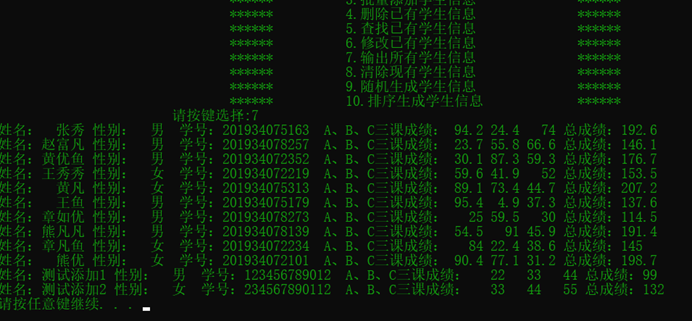 ****** 3.批量添加学生信息 ******
****** 4.删除已有学生信息 ******
****** 5.查找已有学生信息 ******
****** 6.修改已有学生信息 ******
****** 7.输出所有学生信息 ******
****** 8.清除现有学生信息 ******
****** 9.随机生成学生信息 ******
****** 10.排序生成学生信息 ******
请按键选择:7
姓名: 张秀 性别: 男 学号: 201934075163 A、B、C三课成绩: 94.2 24.4 74 总成绩: 192.6
姓名: 赵富凡 性别: 男 学号: 201934078257 A、B、C三课成绩: 23.7 55.8 66.6 总成绩: 146.1
姓名: 黄优鱼 性别: 男 学号: 201934072352 A、B、C三课成绩: 30.1 87.3 59.3 总成绩: 176.7
姓名: 王秀秀 性别: 女 学号: 201934072219 A、B、C三课成绩: 59.6 41.9 52 总成绩: 153.5
姓名: 黄凡 性别: 女 学号: 201934075313 A、B、C三课成绩: 89.1 73.4 44.7 总成绩: 207.2
姓名: 王鱼 性别: 男 学号: 201934075179 A、B、C三课成绩: 95.4 4.9 37.3 总成绩: 137.6
姓名: 章如优 性别: 男 学号: 201934078273 A、B、C三课成绩: 25 59.5 30 总成绩: 114.5
姓名: 熊凡凡 性别: 男 学号: 201934078139 A、B、C三课成绩: 54.5 91 45.9 总成绩: 191.4
姓名: 章凡鱼 性别: 女 学号: 201934072234 A、B、C三课成绩: 84 22.4 38.6 总成绩: 145
姓名: 熊优 性别: 女 学号: 201934072101 A、B、C三课成绩: 90.4 77.1 31.2 总成绩: 198.7
姓名: 测试添加1 性别: 男 学号: 123456789012 A、B、C三课成绩: 22 33 44 总成绩: 99
姓名: 测试添加2 性别: 女 学号: 234567890112 A、B、C三课成绩: 33 44 55 总成绩: 132
请按任意键继续. . .